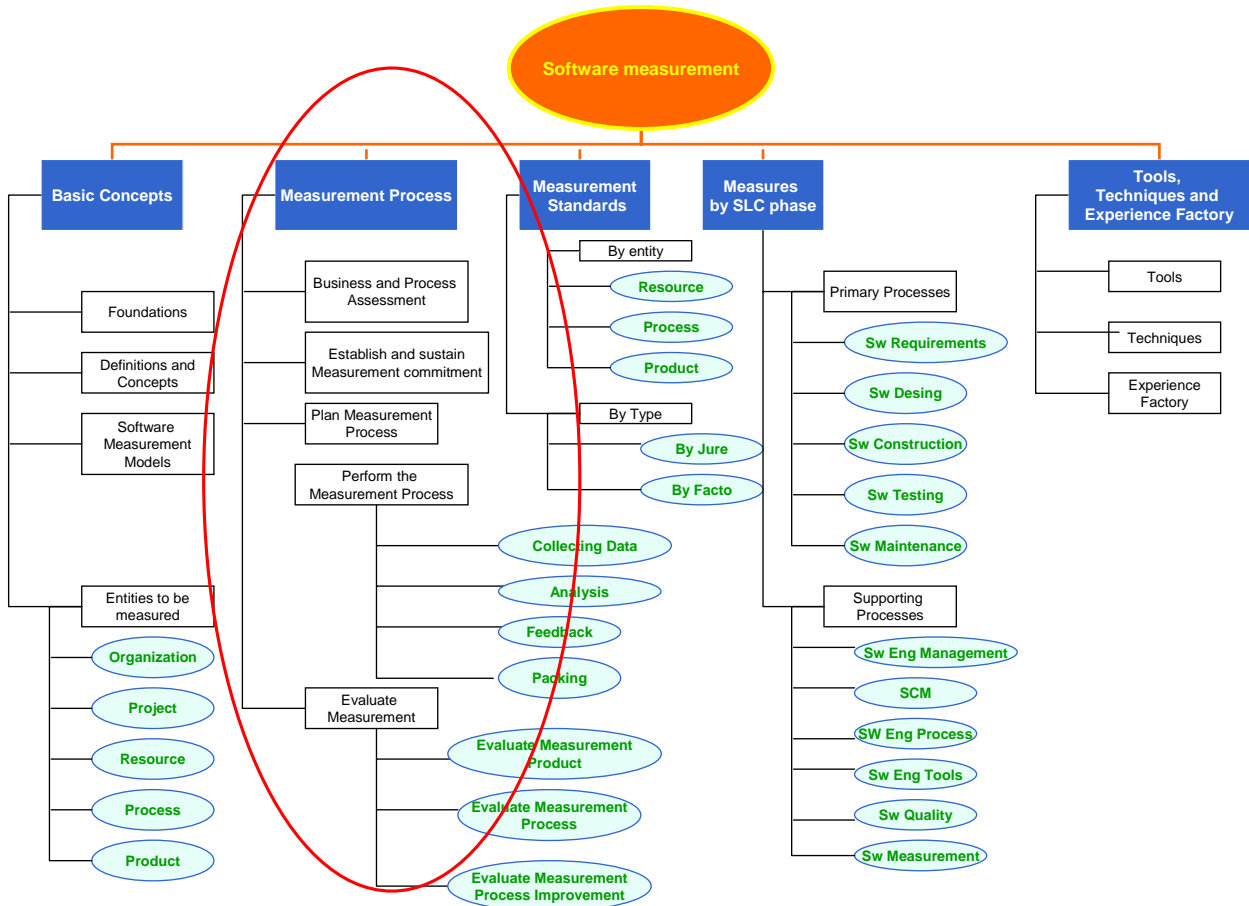 Software measurement
Basic Concepts
Foundations
Definitions and
Concepts
Software
Measurement
Models
Entities to be
measured
Organization
Project
Resource
Process
Product
Measurement Process
Business and Process
Assessment
Establish and sustain
Measurement commitment
Plan Measurement
Process
Perform the
Measurement Process
Collecting Data
Analysis
Feedback
Packing
Evaluate
Measurement
Evaluate Measurement
Product
Evaluate Measurement
Process
Evaluate Measurement
Process Improvement
Measurement
Standards
By entity
Resource
Process
Product
By Type
By Jure
By Facto
Measures
by SLC phase
Primary Processes
Sw Requirements
Sw Desing
Sw Construction
Sw Testing
Sw Maintenance
Supporting
Processes
Sw Eng Management
SCM
SW Eng Process
Sw Eng Tools
Sw Quality
Sw Measurement
Tools,
Techniques and
Experience Factory
Tools
Techniques
Experience
Factory